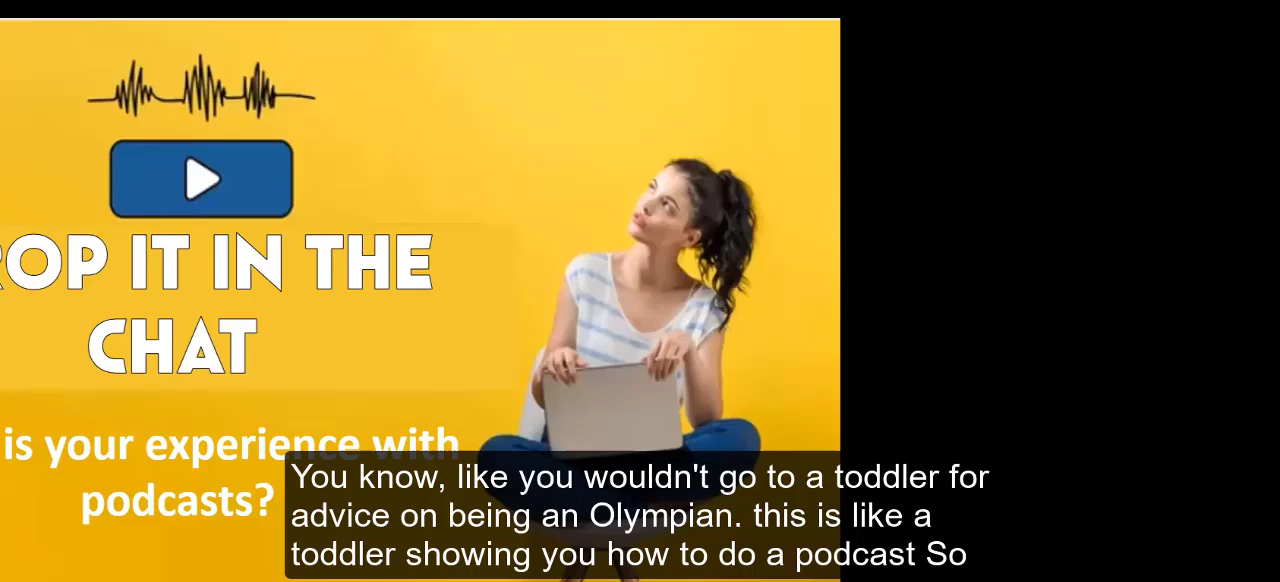 ROP IT IN THE
CHAT
is your experience with
podcasts?
You know, like you wouldn't go to a toddler for
advice on being an Olympian. this is like a
toddler showing you how to do a podcast So